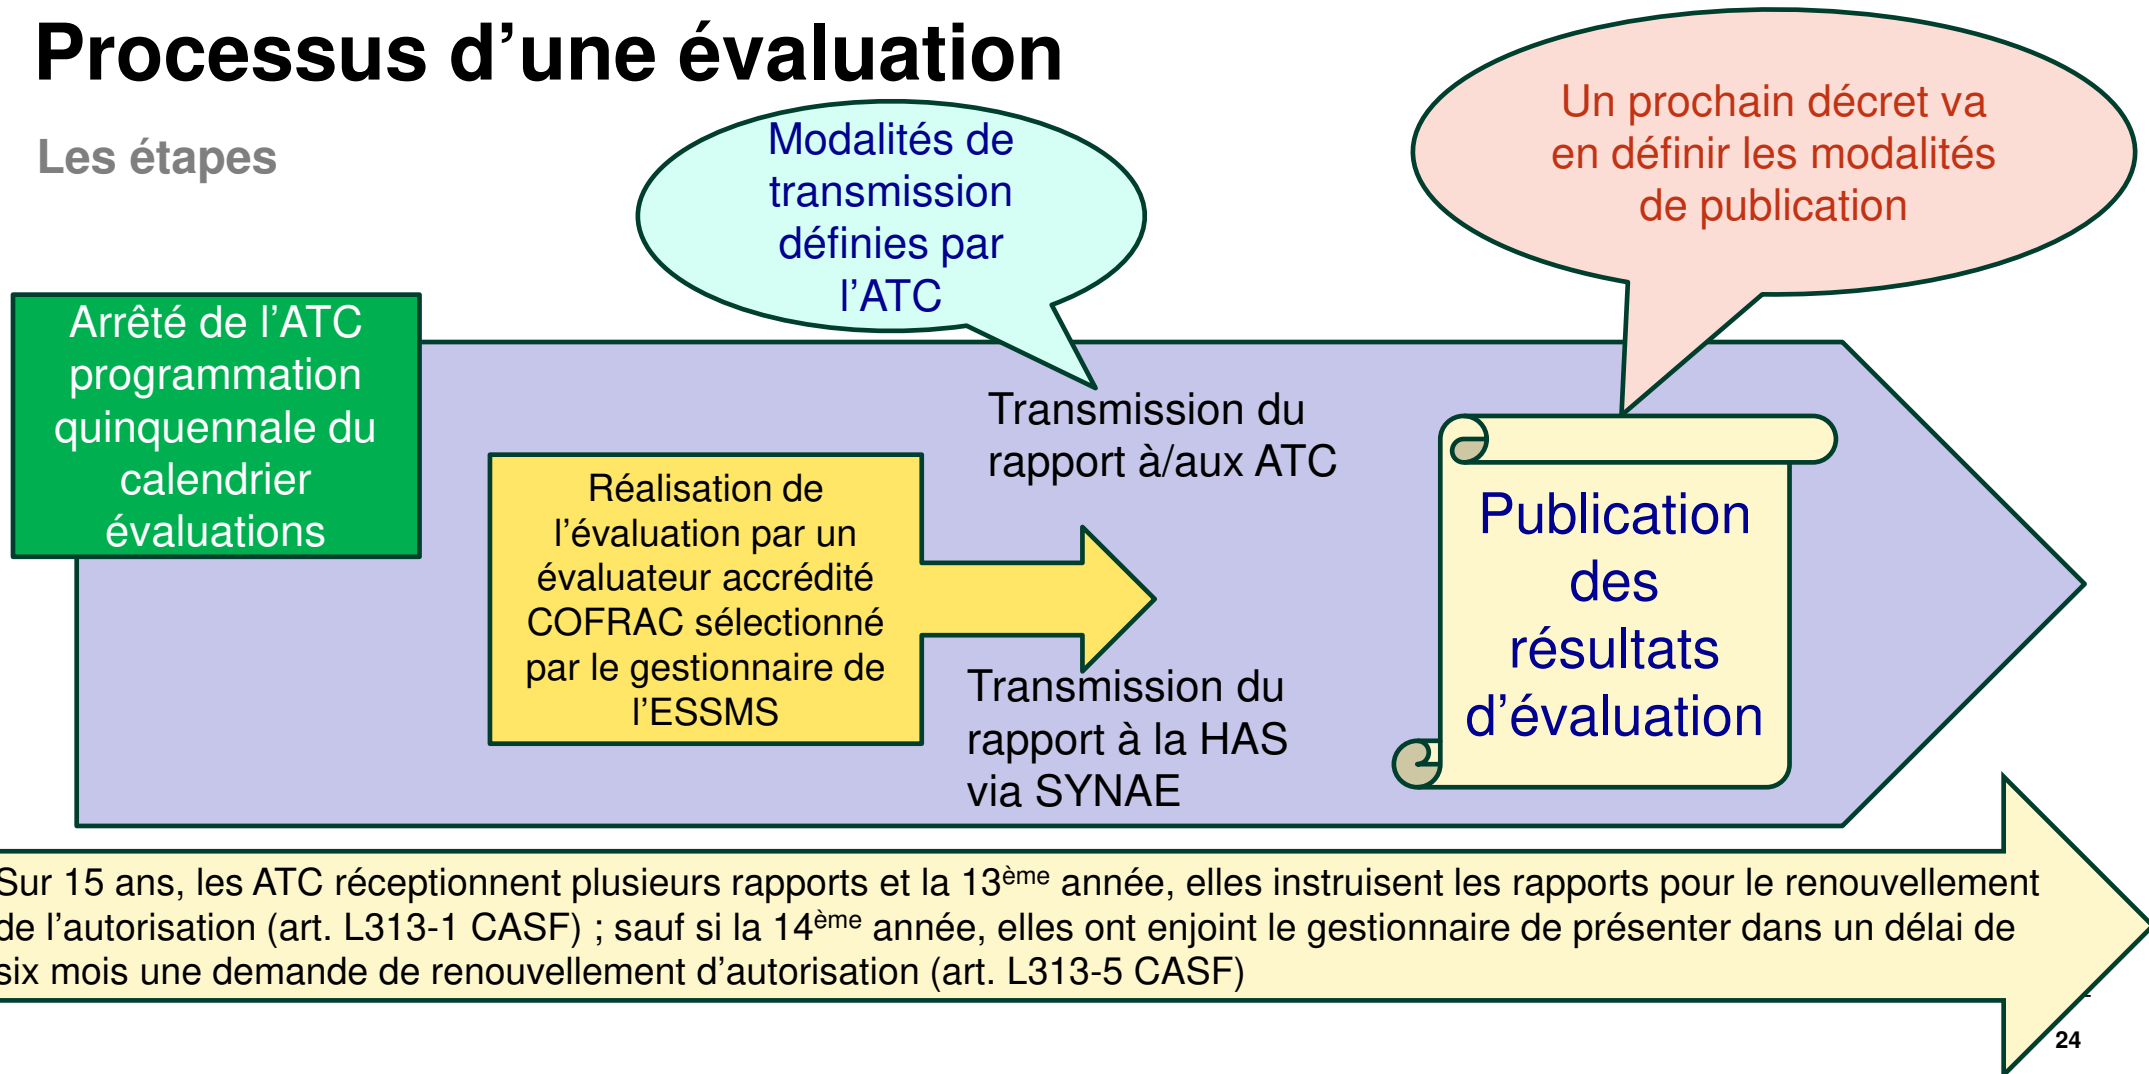 Processus d’une évaluation
Les étapes
Modalités de
transmission
définies par
l’ATC
Un prochain décret va
en définir les modalités
de publication
Arrêté de l’ATC
programmation
quinquennale du
calendrier
évaluations
Réalisation de
l’évaluation par un
évaluateur accrédité
COFRAC sélectionné
par le gestionnaire de
l’ESSMS
Transmission du
rapport à/aux ATC
Transmission du
rapport à la HAS
via SYNAE
Publication
des
résultats
d’évaluation
Sur 15 ans, les ATC réceptionnent plusieurs rapports et la 13ème année, elles instruisent les rapports pour le renouvellement
de l’autorisation (art. L313-1 CASF) ; sauf si la 14ème année, elles ont enjoint le gestionnaire de présenter dans un délai de
six mois une demande de renouvellement d’autorisation (art. L313-5 CASF)
24